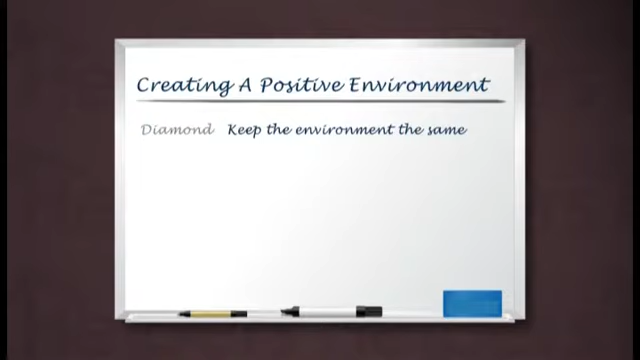 Creating A Positive Environment
Diamond Keep the environment the same